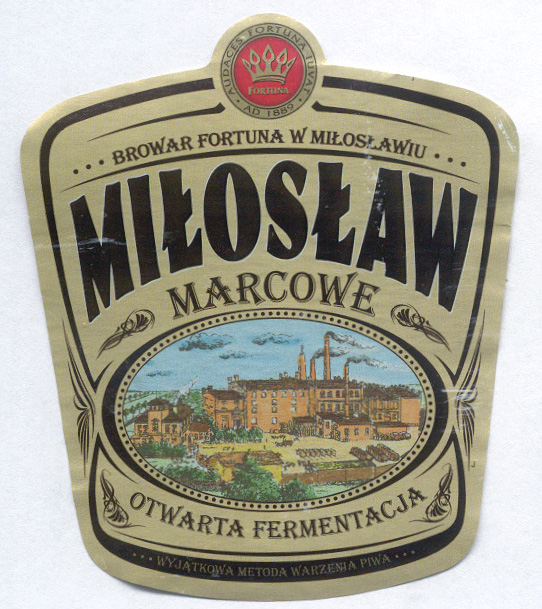 AUDACES FORTUNA IUVAT
FORTUNA
AD 1889
BROWAR FORTUNA W MIŁOSŁAWIU
MIŁOSŁAW
MARCOWE
OTWARTA FERMENTACJA
WYJĄTKOWA METODA WARZENIA PIWA